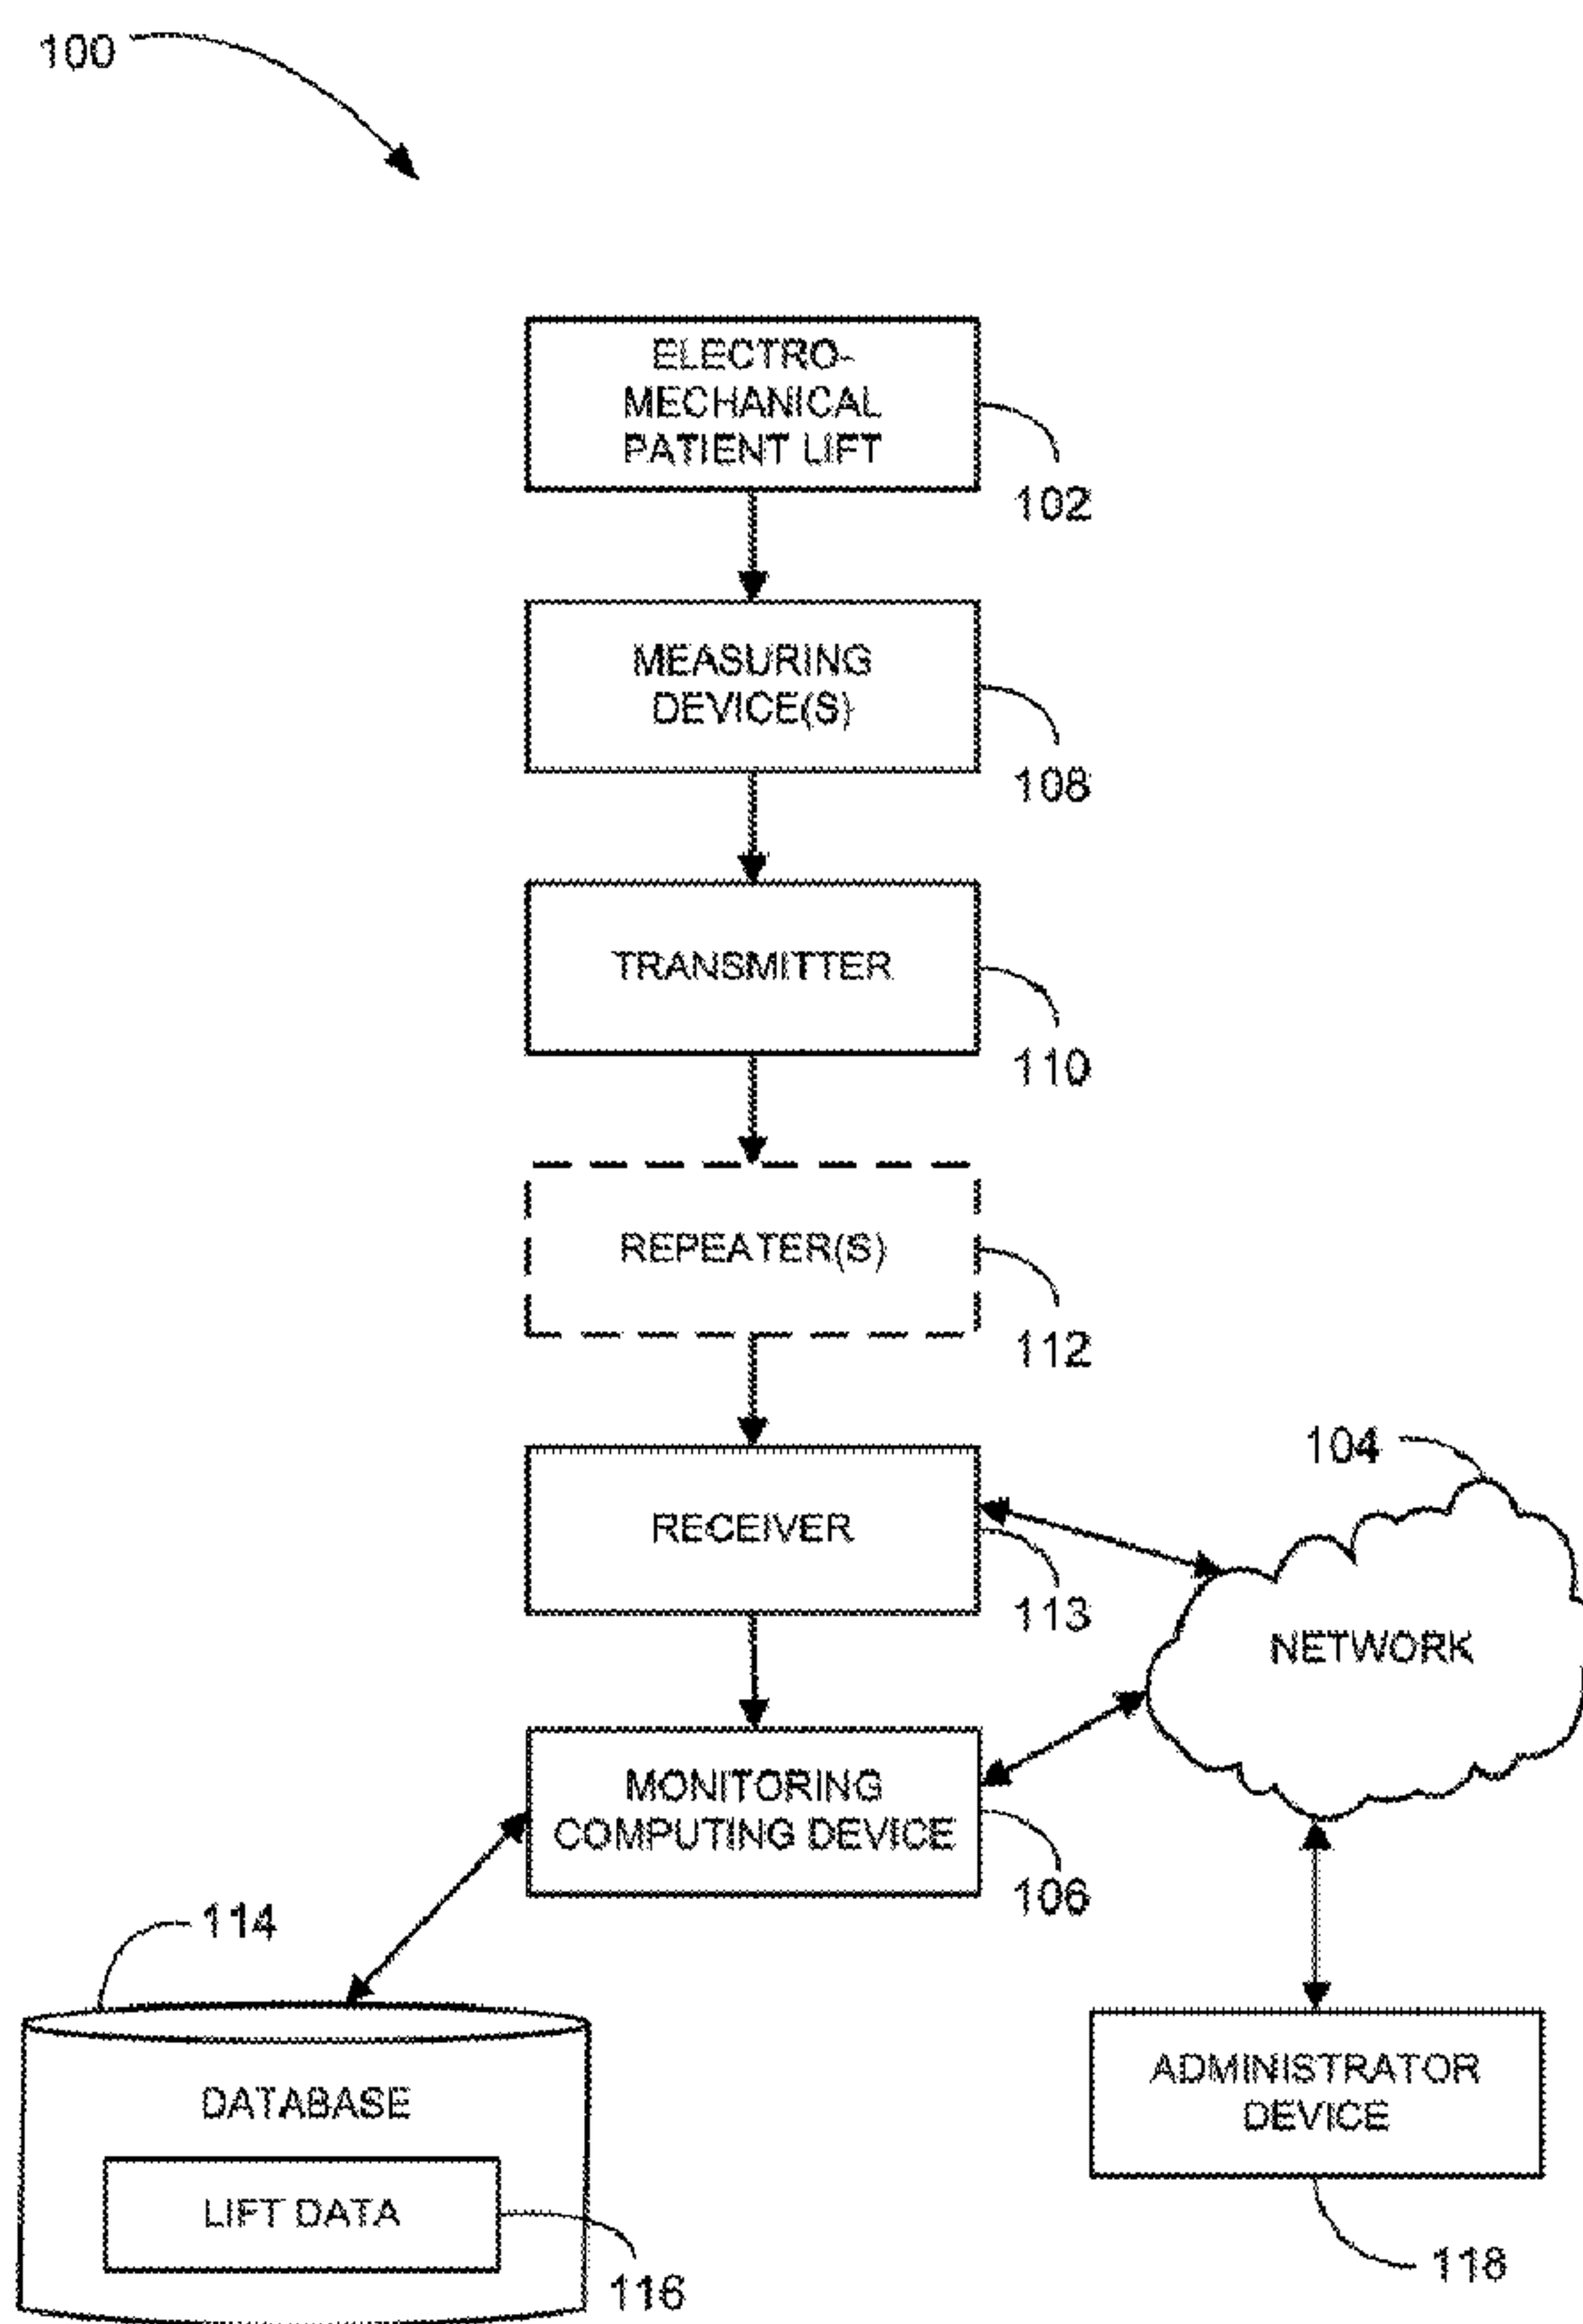 100
ELECTRO-
MECHANICAL
PATIENT LIFT
102
MEASURING
DEVICE(S)
108
TRANSMITTER
110
REPEATER(S)
112
RECEIVER
113
104
NETWORK
MONITORING
COMPUTING DEVICE
106
114
DATABASE
LIFT DATA
116
ADMINISTRATOR
DEVICE
118